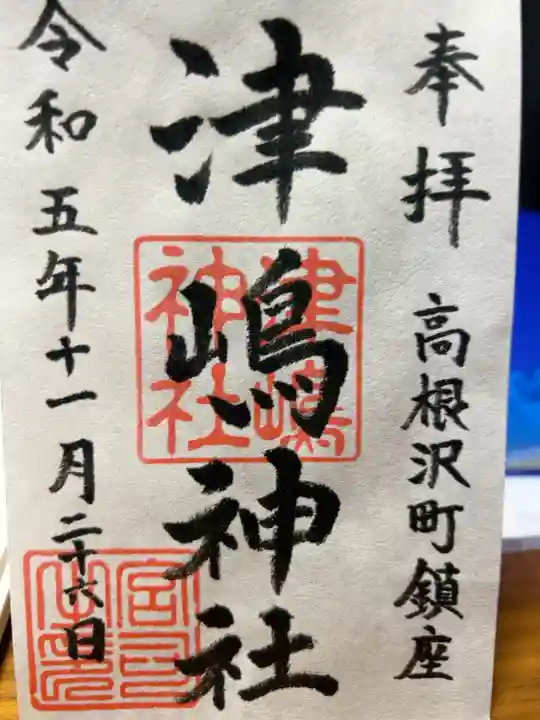 奉拝 高根沢町鎮座
津嶋神社
津嶋
神社
令和五年十一月二十六日